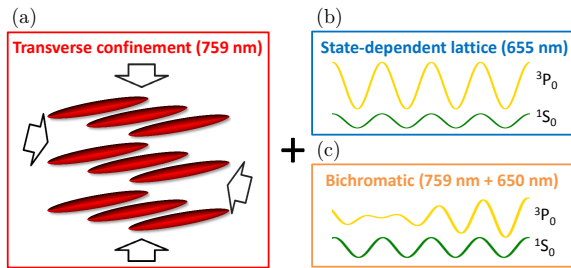 (a)
Transverse confinement (759 nm)
+
(b)
State-dependent lattice (655 nm)
³P₀
¹S₀
(c)
Bichromatic (759 nm + 650 nm)
³P₀
¹S₀